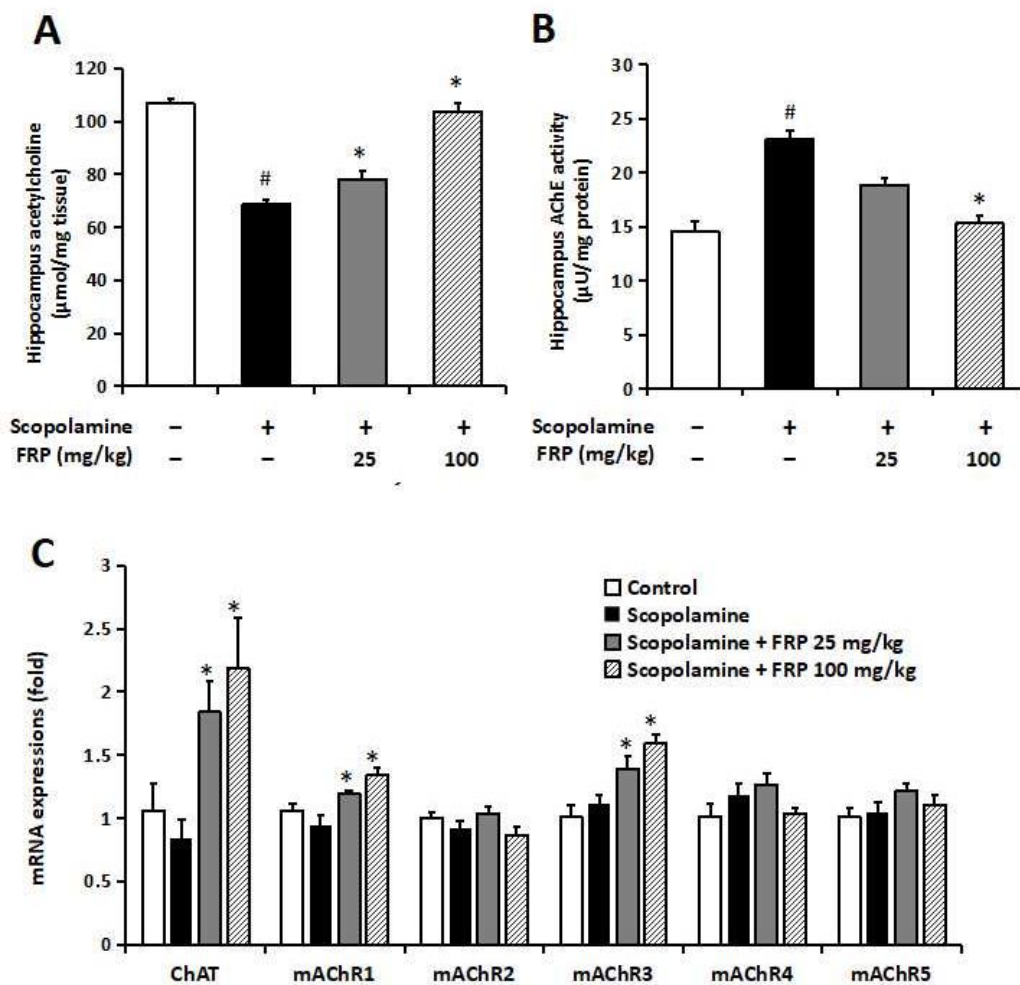 A
Hippocampus acetylcholine
(µmol/mg tissue)
120
100
80
60
40
20
0
#
*
*
Scopolamine – + + +
FRP (mg/kg) – – 25 100
B
Hippocampus AChE activity
(µU/mg protein)
30
25
20
15
10
5
0
#
*
Scopolamine – + + +
FRP (mg/kg) – – 25 100
C
mRNA expressions (fold)
3
2.5
2
1.5
1
0.5
0
* *
* *
* *
Control
Scopolamine
Scopolamine + FRP 25 mg/kg
Scopolamine + FRP 100 mg/kg
ChAT mAChR1 mAChR2 mAChR3 mAChR4 mAChR5